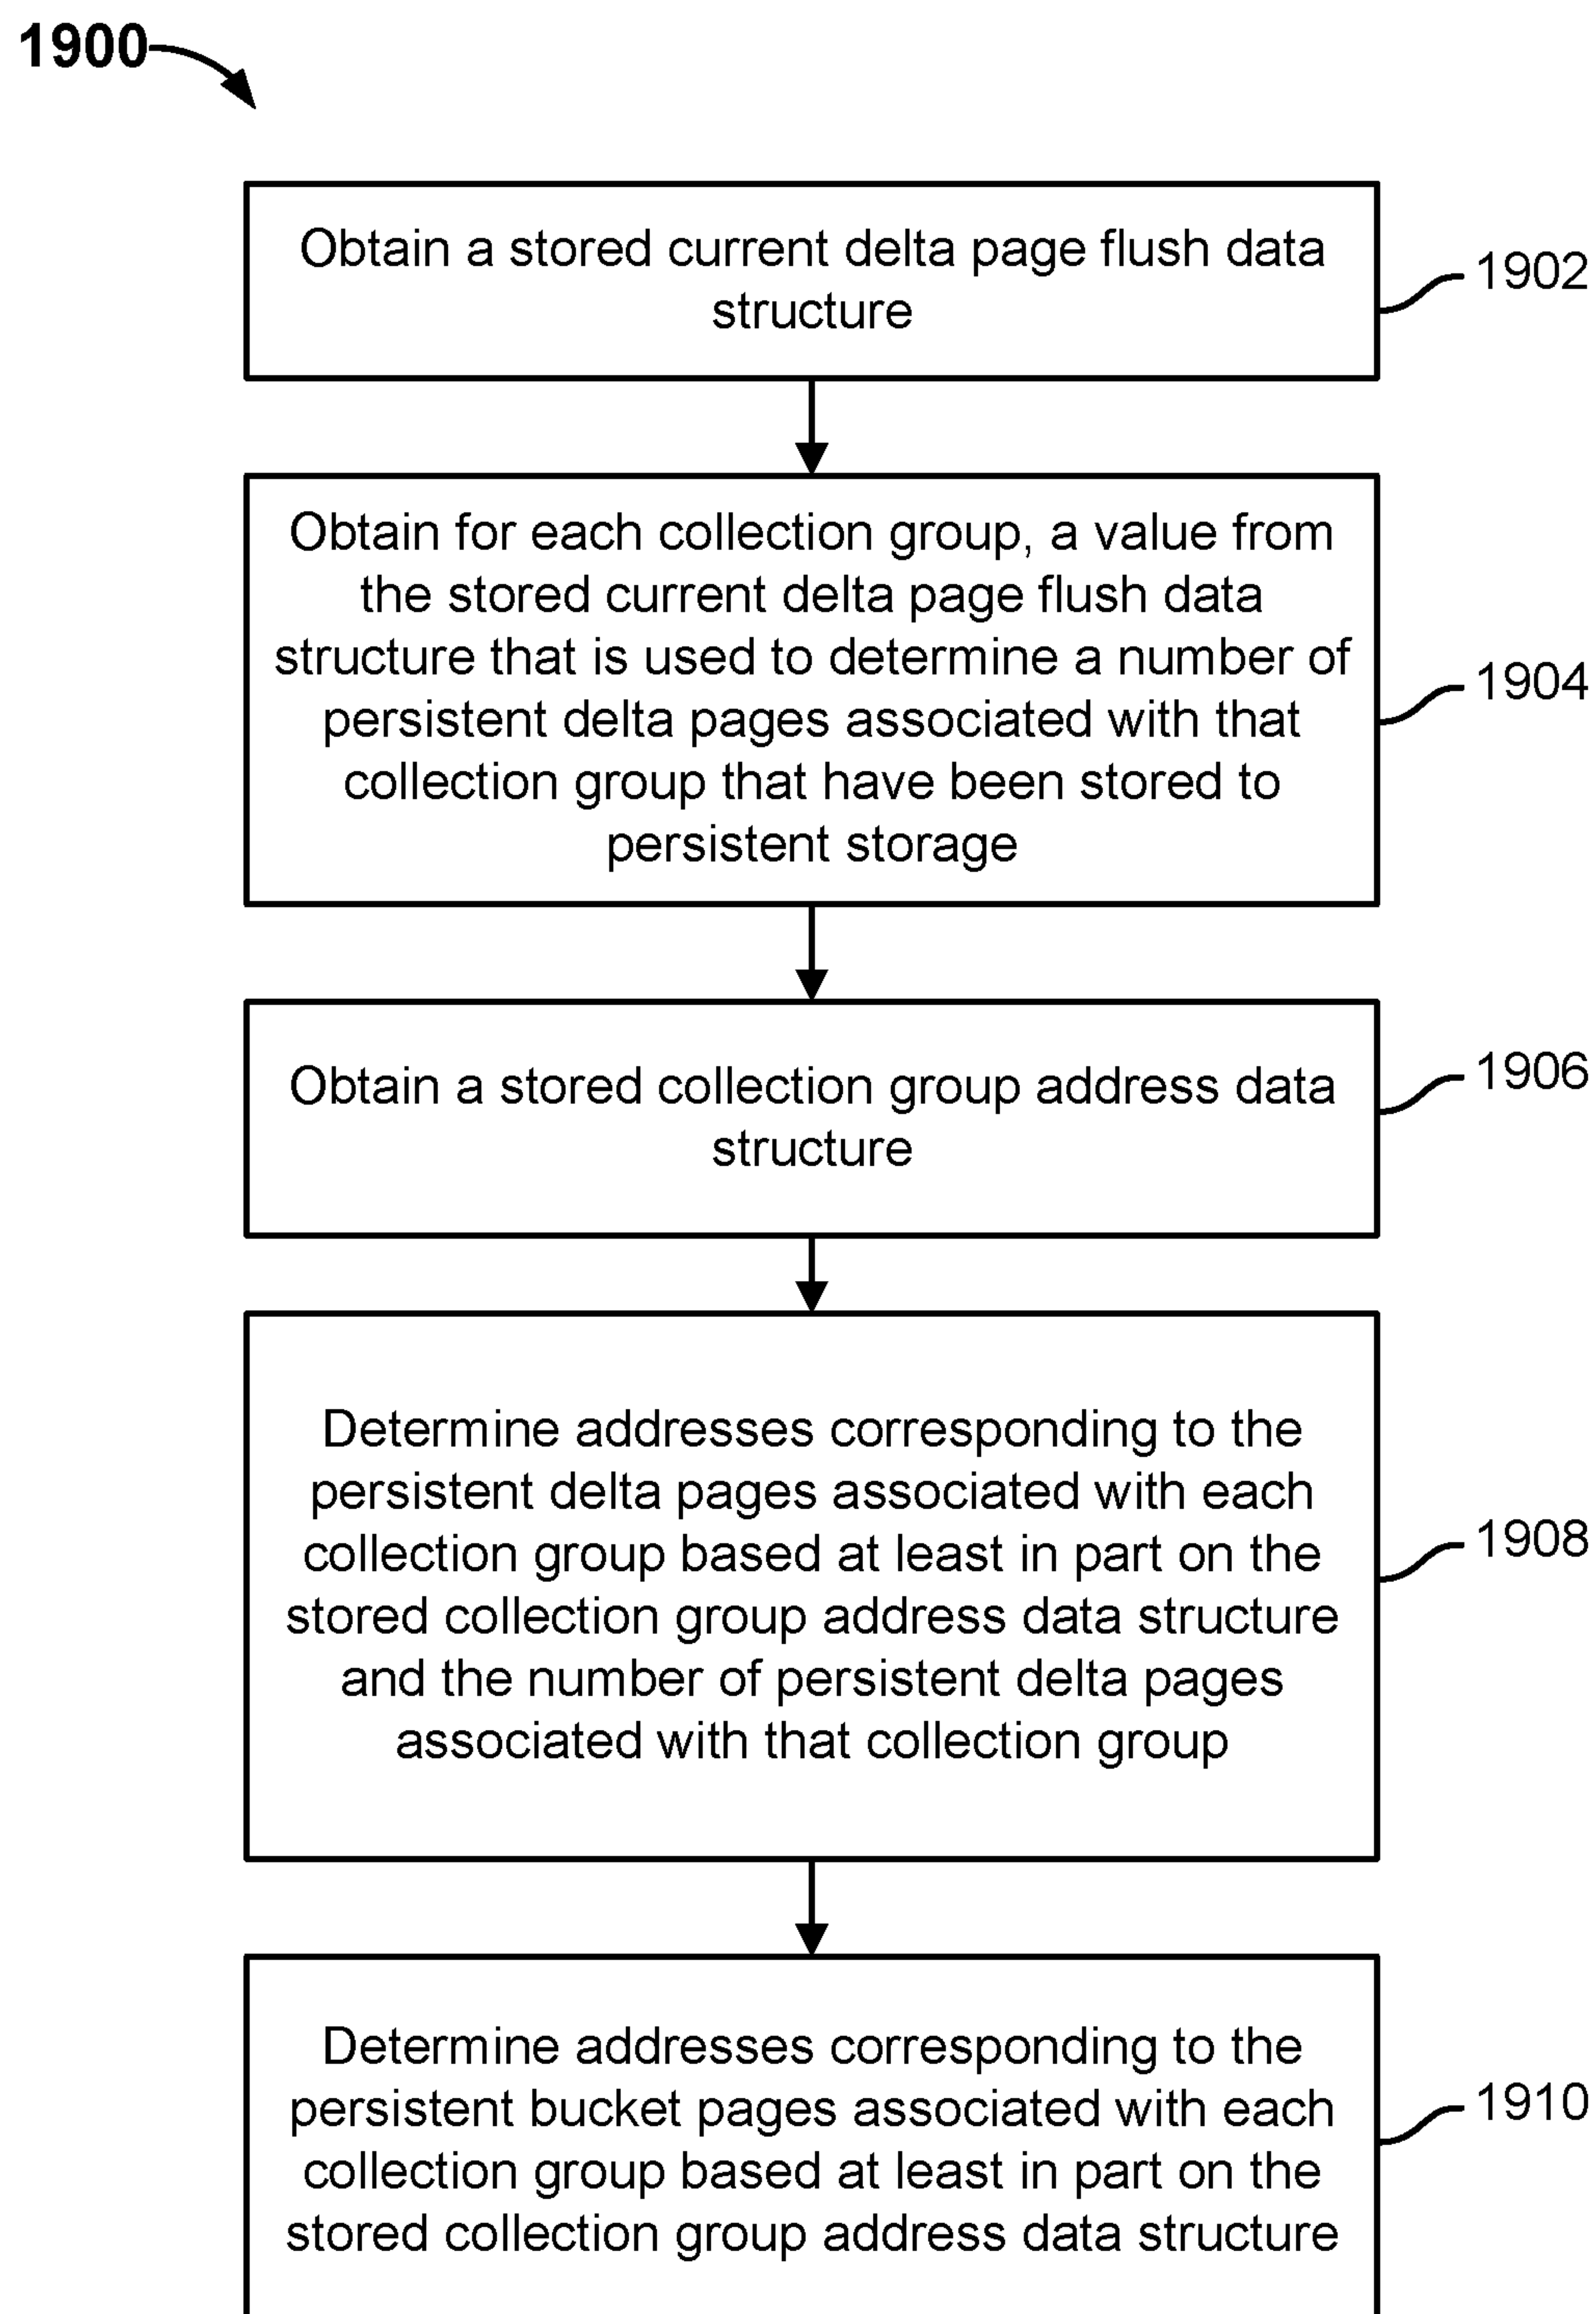 1900
Obtain a stored current delta page flush data
structure
1902
Obtain for each collection group, a value from
the stored current delta page flush data
structure that is used to determine a number of
persistent delta pages associated with that
collection group that have been stored to
persistent storage
1904
Obtain a stored collection group address data
structure
1906
Determine addresses corresponding to the
persistent delta pages associated with each
collection group based at least in part on the
stored collection group address data structure
and the number of persistent delta pages
associated with that collection group
1908
Determine addresses corresponding to the
persistent bucket pages associated with each
collection group based at least in part on the
stored collection group address data structure
1910